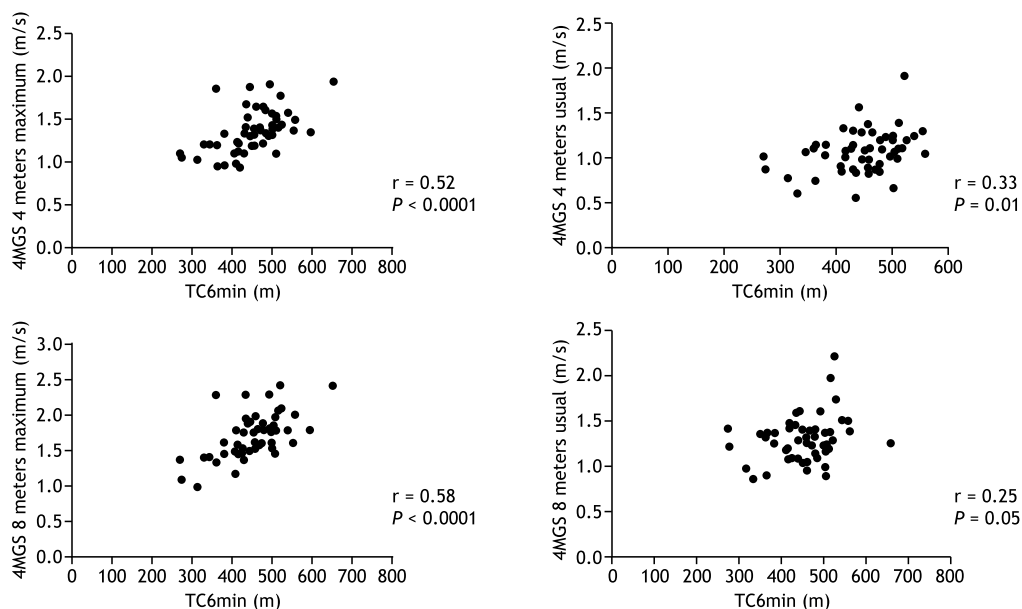 4MGS 4 meters maximum (m/s)
2.5
2.0
1.5
1.0
0.5
0.0
0 100 200 300 400 500 600 700 800
TC6min (m)
r = 0.52
P < 0.0001
4MGS 4 meters usual (m/s)
2.5
2.0
1.5
1.0
0.5
0.0
0 100 200 300 400 500 600
TC6min (m)
r = 0.33
P = 0.01
4MGS 8 meters maximum (m/s)
3.0
2.5
2.0
1.5
1.0
0.5
0.0
0 100 200 300 400 500 600 700 800
TC6min (m)
r = 0.58
P < 0.0001
4MGS 8 meters usual (m/s)
2.5
2.0
1.5
1.0
0.5
0.0
0 100 200 300 400 500 600 700 800
TC6min (m)
r = 0.25
P = 0.05